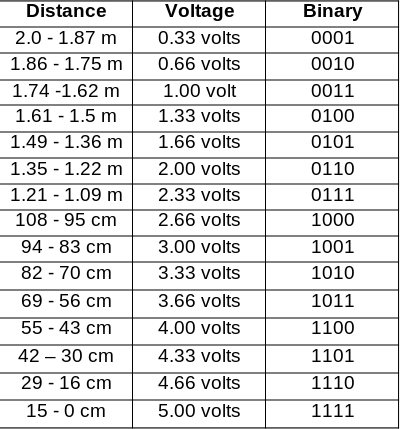 Distance Voltage Binary
2.0 - 1.87 m 0.33 volts 0001
1.86 - 1.75 m 0.66 volts 0010
1.74 -1.62 m 1.00 volt 0011
1.61 - 1.5 m 1.33 volts 0100
1.49 - 1.36 m 1.66 volts 0101
1.35 - 1.22 m 2.00 volts 0110
1.21 - 1.09 m 2.33 volts 0111
108 - 95 cm 2.66 volts 1000
94 - 83 cm 3.00 volts 1001
82 - 70 cm 3.33 volts 1010
69 - 56 cm 3.66 volts 1011
55 - 43 cm 4.00 volts 1100
42 – 30 cm 4.33 volts 1101
29 - 16 cm 4.66 volts 1110
15 - 0 cm 5.00 volts 1111